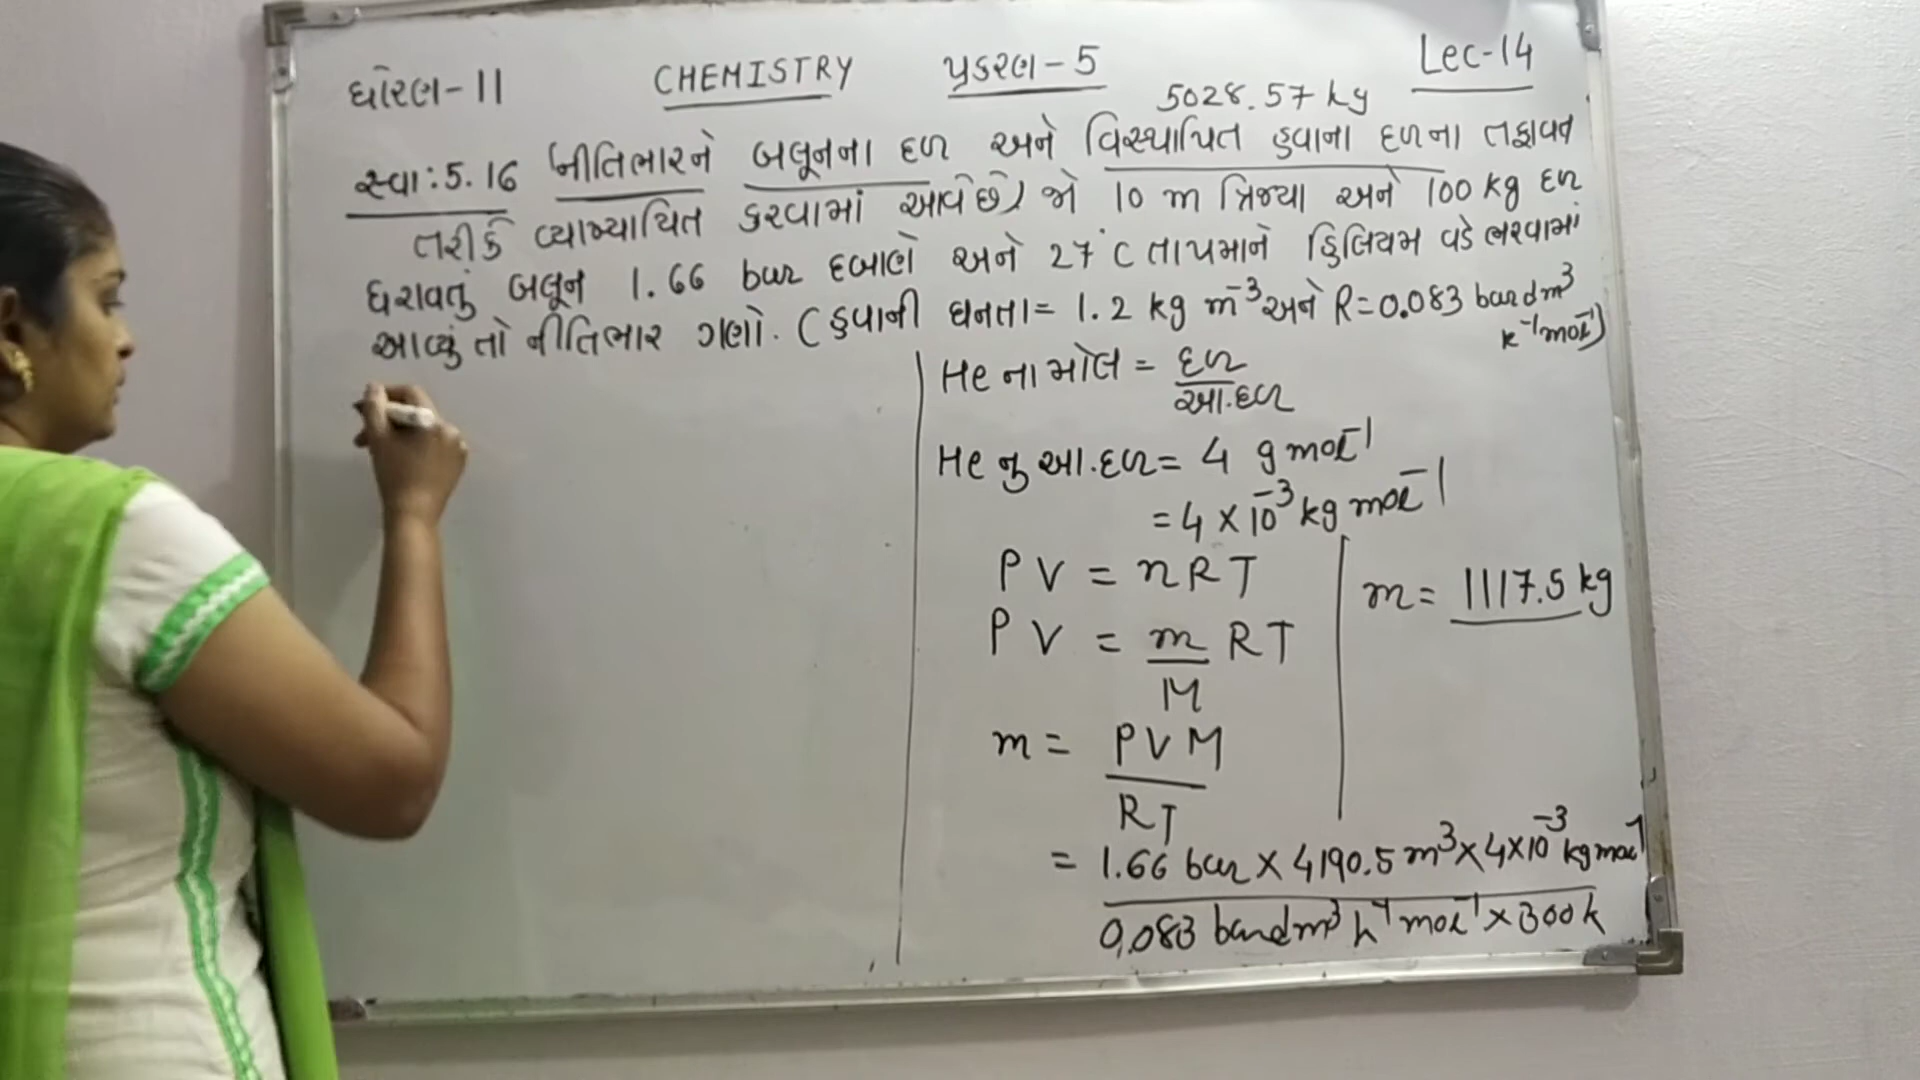 ધોરણ-11 CHEMISTRY પ્રકરણ-5 Lec-14
5028.57 kg
સ્વા:5.16 નીતિભારને બલૂનના દળ અને વિસ્થાપિત હવાના દળના તફાવત
તરીકે વ્યાખ્યાયિત કરવામાં આવે છે) જો 10 m ત્રિજ્યા અને 100 kg દળ
ધરાવતું બલૂન 1.66 bar દબાણે અને 27°C તાપમાને હિલિયમ વડે ભરવામાં
આવ્યું તો નીતિભાર ગણો. (હવાની ઘનતા = 1.2 kg m⁻³ અને R = 0.083 bar dm³
K⁻¹ mol⁻¹)
He ના મોલ = દળ / આ.દળ
He નુ આ.દળ = 4 g mol⁻¹
= 4 × 10⁻³ kg mol⁻¹
PV = nRT
PV = m/M RT
m = PVM / RT
= 1.66 bar × 4190.5 m³ × 4×10⁻³ kg mol⁻¹
0.083 bar dm³ k⁻¹ mol⁻¹ × 300 k
m = 1117.5 kg